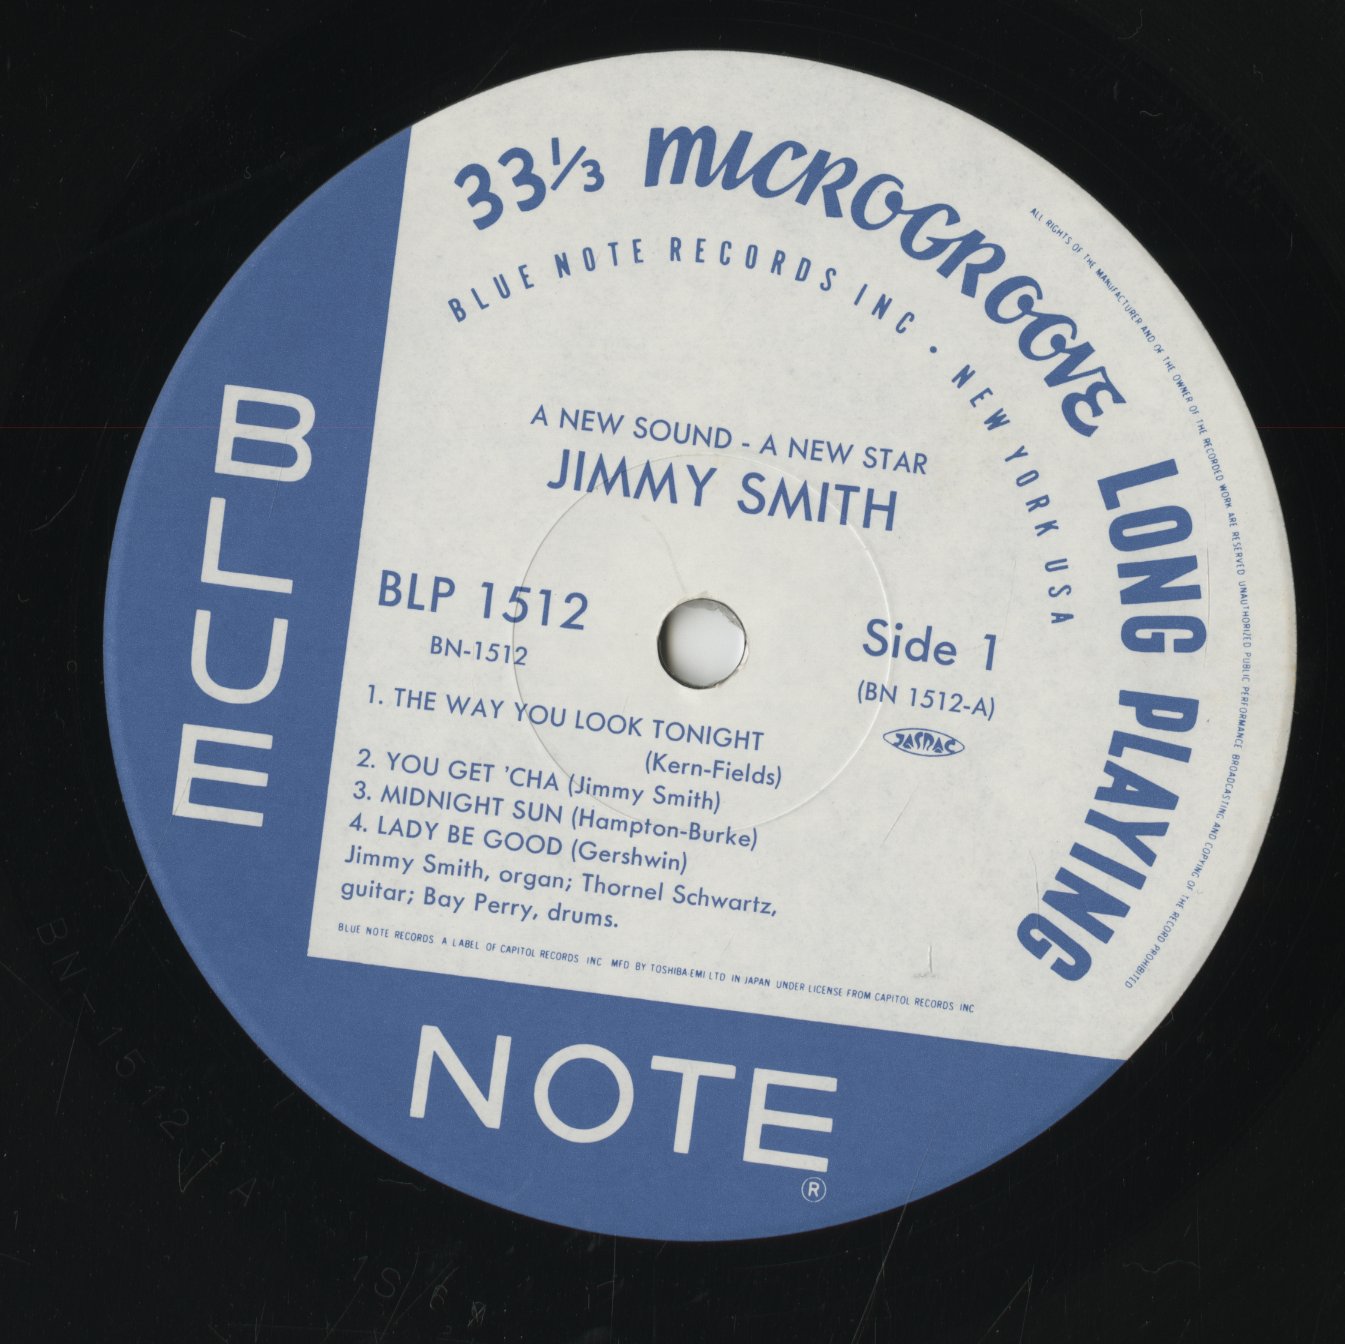 33⅓ MICROGROOVE LONG PLAYING
BLUE NOTE RECORDS INC · NEW YORK USA
ALL RIGHTS OF THE MANUFACTURER AND OF THE OWNER OF THE RECORDED WORK ARE RESERVED UNAUTHORIZED PUBLIC PERFORMANCE BROADCASTING AND COPYING OF THE RECORD PROHIBITED
A NEW SOUND - A NEW STAR
JIMMY SMITH
BLP 1512
BN-1512
Side 1
(BN 1512-A)
JASRAC
1. THE WAY YOU LOOK TONIGHT
(Kern-Fields)
2. YOU GET 'CHA (Jimmy Smith)
3. MIDNIGHT SUN (Hampton-Burke)
4. LADY BE GOOD (Gershwin)
Jimmy Smith, organ; Thornel Schwartz,
guitar; Bay Perry, drums.
BLUE NOTE RECORDS A LABEL OF CAPITOL RECORDS INC MFD BY TOSHIBA-EMI LTD IN JAPAN UNDER LICENSE FROM CAPITOL RECORDS INC
BLUE
NOTE
®
BN-1512
A